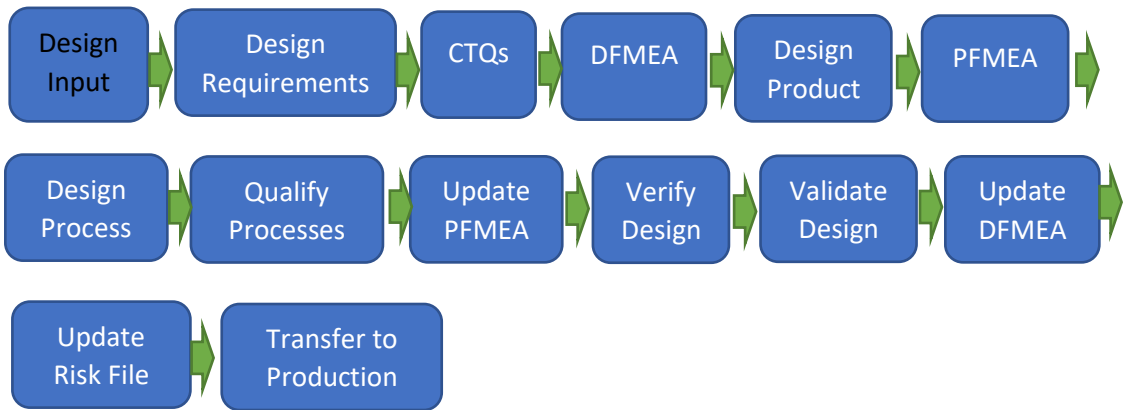 Design
Input
Design
Requirements
CTQs
DFMEA
Design
Product
PFMEA
Design
Process
Qualify
Processes
Update
PFMEA
Verify
Design
Validate
Design
Update
DFMEA
Update
Risk File
Transfer to
Production